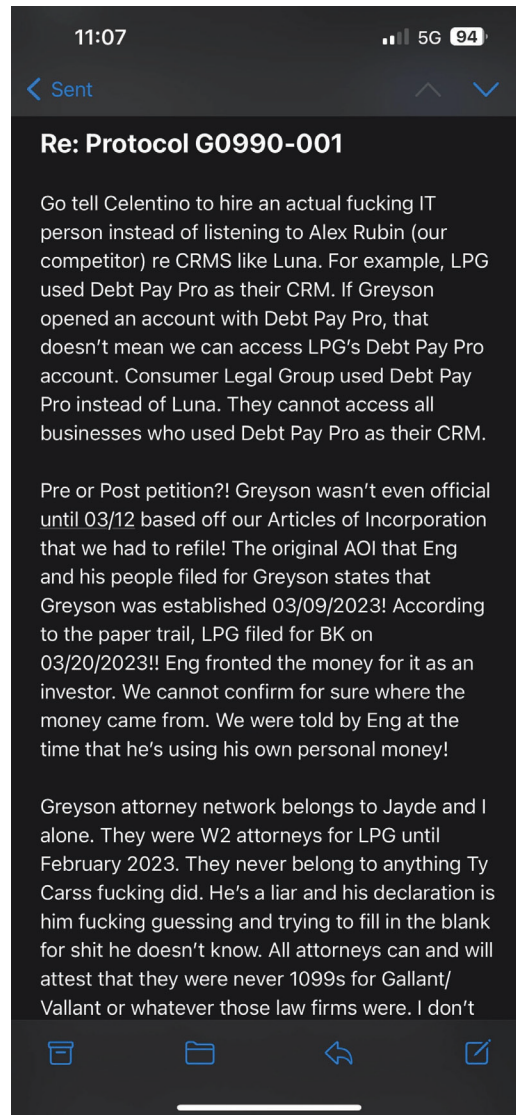 11:07
5G 94
Sent
Re: Protocol G0990-001
Go tell Celentino to hire an actual fucking IT
person instead of listening to Alex Rubin (our
competitor) re CRMS like Luna. For example, LPG
used Debt Pay Pro as their CRM. If Greyson
opened an account with Debt Pay Pro, that
doesn’t mean we can access LPG’s Debt Pay Pro
account. Consumer Legal Group used Debt Pay
Pro instead of Luna. They cannot access all
businesses who used Debt Pay Pro as their CRM.
Pre or Post petition?! Greyson wasn’t even official
until 03/12 based off our Articles of Incorporation
that we had to refile! The original AOI that Eng
and his people filed for Greyson states that
Greyson was established 03/09/2023! According
to the paper trail, LPG filed for BK on
03/20/2023!! Eng fronted the money for it as an
investor. We cannot confirm for sure where the
money came from. We were told by Eng at the
time that he’s using his own personal money!
Greyson attorney network belongs to Jayde and I
alone. They were W2 attorneys for LPG until
February 2023. They never belong to anything Ty
Carss fucking did. He’s a liar and his declaration is
him fucking guessing and trying to fill in the blank
for shit he doesn’t know. All attorneys can and will
attest that they were never 1099s for Gallant/
Vallant or whatever those law firms were. I don’t